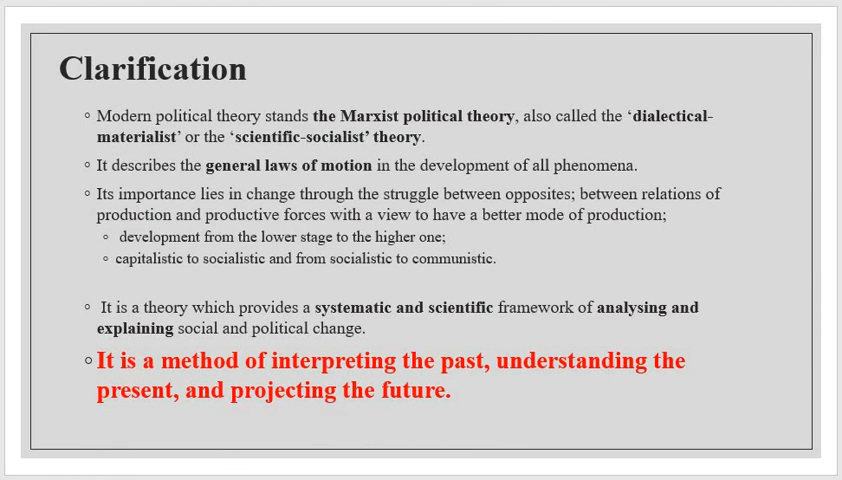 Clarification
◦ Modern political theory stands the Marxist political theory, also called the ‘dialectical-
materialist’ or the ‘scientific-socialist’ theory.
◦ It describes the general laws of motion in the development of all phenomena.
◦ Its importance lies in change through the struggle between opposites; between relations of
production and productive forces with a view to have a better mode of production;
◦ development from the lower stage to the higher one;
◦ capitalistic to socialistic and from socialistic to communistic.
◦ It is a theory which provides a systematic and scientific framework of analysing and
explaining social and political change.
◦ It is a method of interpreting the past, understanding the
present, and projecting the future.